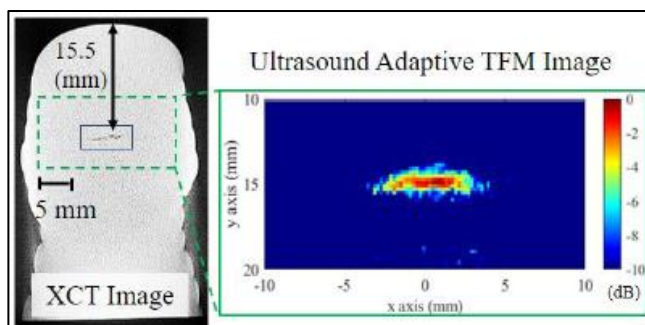 15.5
(mm)
5 mm
XCT Image
Ultrasound Adaptive TFM Image
y axis (mm)
10
15
20
-10
-5
0
5
10
x axis (mm)
0
-2
-4
-6
-8
-10
(dB)